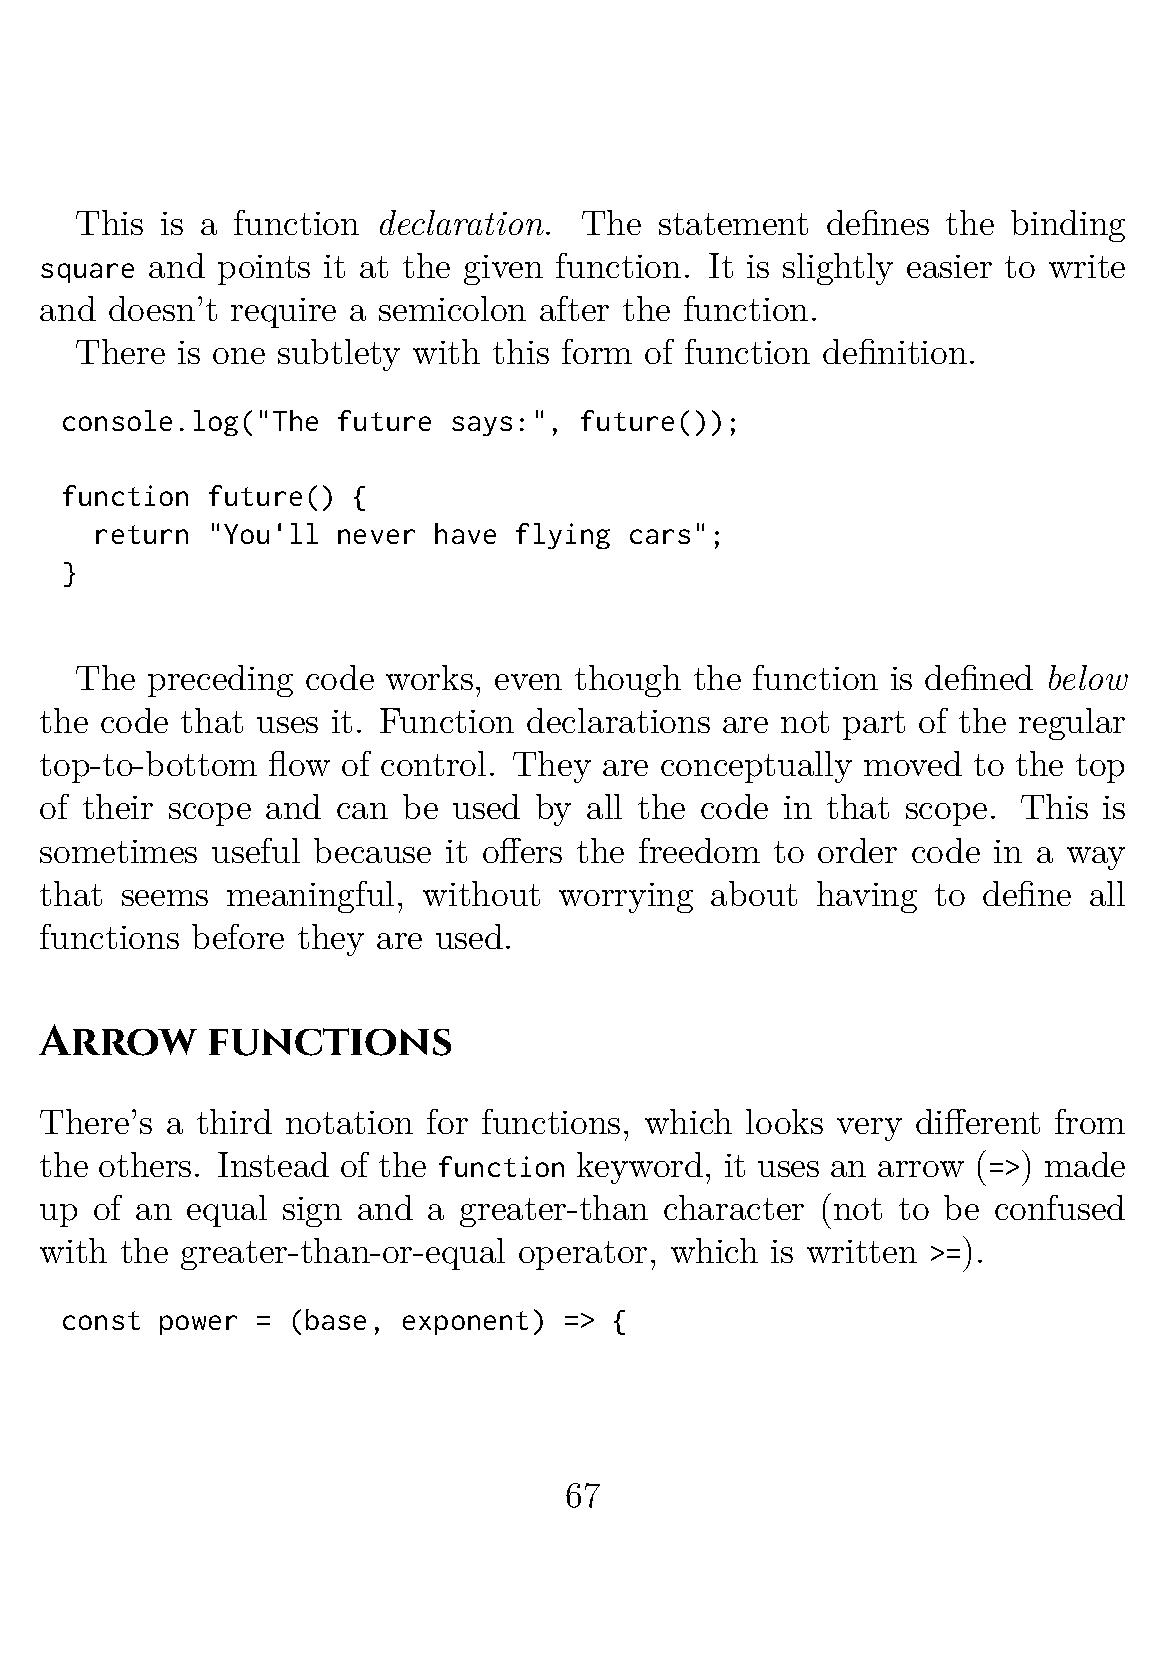 This is a function declaration. The statement defines the binding
square and points it at the given function. It is slightly easier to write
and doesn't require a semicolon after the function.
There is one subtlety with this form of function definition.
console.log("The future says:", future());
function future() {
  return "You'll never have flying cars";
}
The preceding code works, even though the function is defined below
the code that uses it. Function declarations are not part of the regular
top-to-bottom flow of control. They are conceptually moved to the top
of their scope and can be used by all the code in that scope. This is
sometimes useful because it offers the freedom to order code in a way
that seems meaningful, without worrying about having to define all
functions before they are used.
Arrow functions
There's a third notation for functions, which looks very different from
the others. Instead of the function keyword, it uses an arrow (=>) made
up of an equal sign and a greater-than character (not to be confused
with the greater-than-or-equal operator, which is written >=).
const power = (base, exponent) => {
67